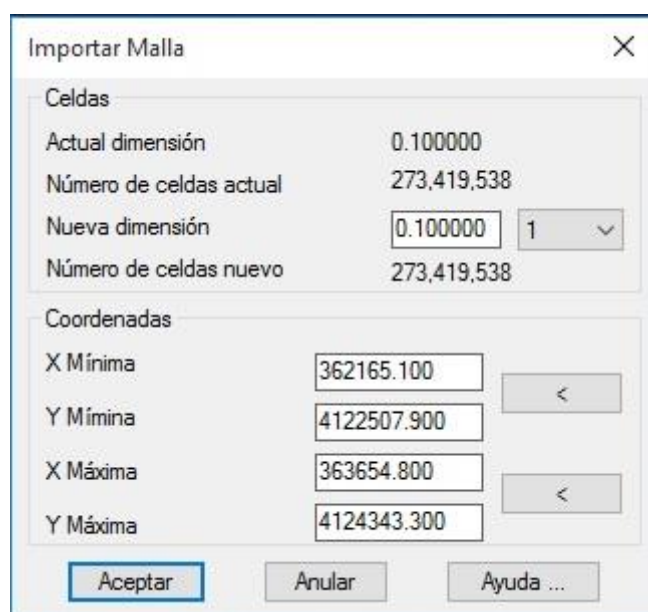 Importar Malla
Celdas
Actual dimensión 0.100000
Número de celdas actual 273,419,538
Nueva dimensión 0.100000 1
Número de celdas nuevo 273,419,538
Coordenadas
X Mínima 362165.100
<
Y Mímina 4122507.900
X Máxima 363654.800
<
Y Máxima 4124343.300
Aceptar Anular Ayuda ...